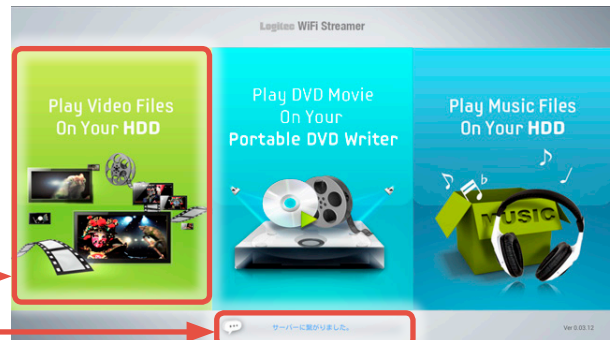 Logitec WiFi Streamer
Play Video Files
On Your HDD
Play DVD Movie
On Your
Portable DVD Writer
Play Music Files
On Your HDD
MUSIC
サーバーに繋がりました。
Ver 0.03.12